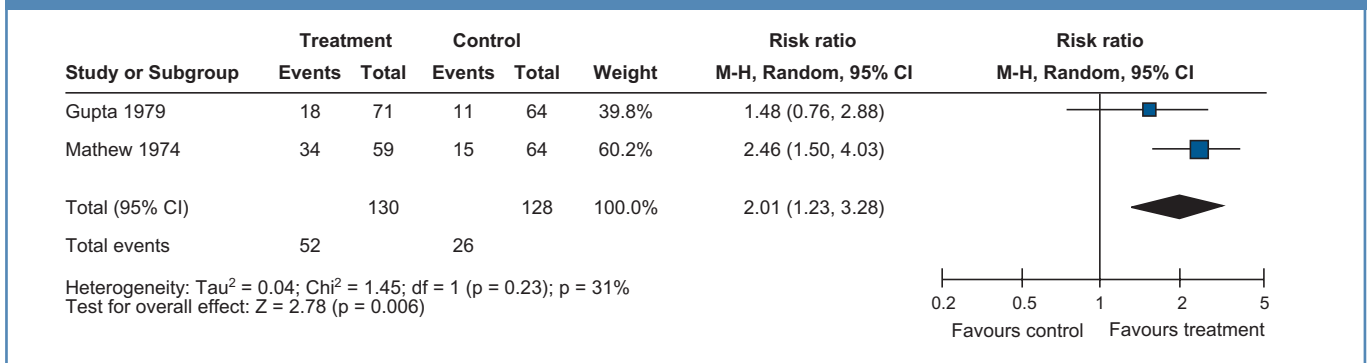 Treatment Control Risk ratio Risk ratio
Study or Subgroup Events Total Events Total Weight M-H, Random, 95% CI M-H, Random, 95% CI
Gupta 1979 18 71 11 64 39.8% 1.48 (0.76, 2.88)
Mathew 1974 34 59 15 64 60.2% 2.46 (1.50, 4.03)
Total (95% CI) 130 128 100.0% 2.01 (1.23, 3.28)
Total events 52 26
Heterogeneity: Tau² = 0.04; Chi² = 1.45; df = 1 (p = 0.23); p = 31%
Test for overall effect: Z = 2.78 (p = 0.006)
0.2 0.5 1 2 5
Favours control Favours treatment